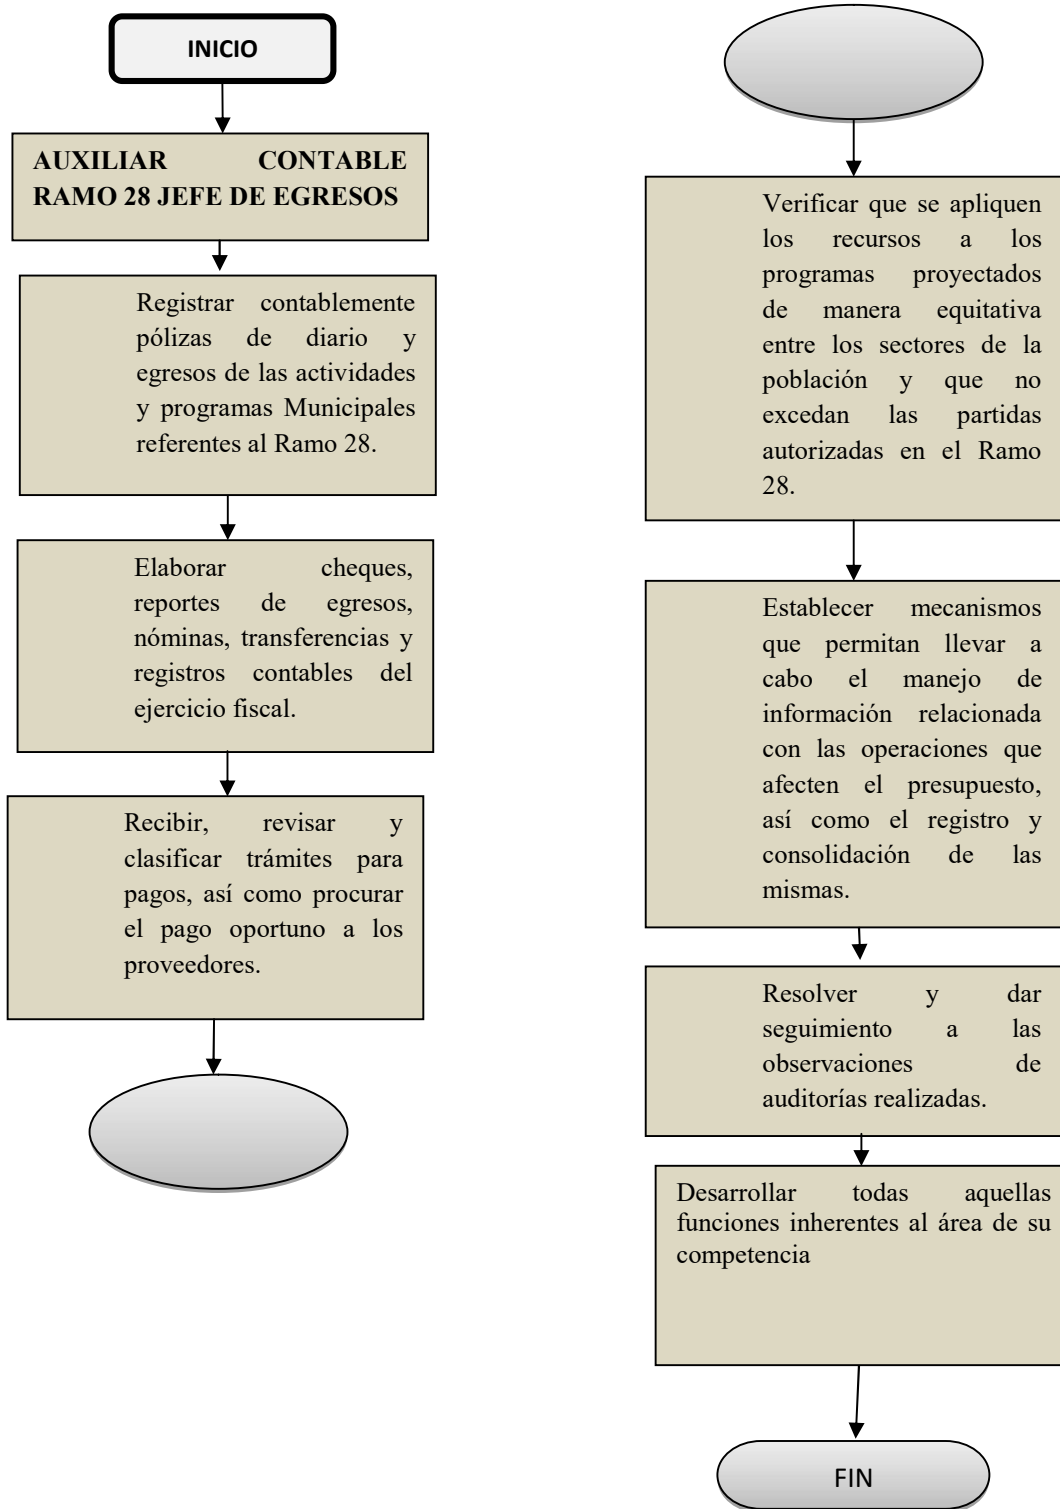 INICIO
AUXILIAR CONTABLE
RAMO 28 JEFE DE EGRESOS
Registrar contablemente
pólizas de diario y
egresos de las actividades
y programas Municipales
referentes al Ramo 28.
Elaborar cheques,
reportes de egresos,
nóminas, transferencias y
registros contables del
ejercicio fiscal.
Recibir, revisar y
clasificar trámites para
pagos, así como procurar
el pago oportuno a los
proveedores.
Verificar que se apliquen
los recursos a los
programas proyectados
de manera equitativa
entre los sectores de la
población y que no
excedan las partidas
autorizadas en el Ramo
28.
Establecer mecanismos
que permitan llevar a
cabo el manejo de
información relacionada
con las operaciones que
afecten el presupuesto,
así como el registro y
consolidación de las
mismas.
Resolver y dar
seguimiento a las
observaciones de
auditorías realizadas.
Desarrollar todas aquellas
funciones inherentes al área de su
competencia
FIN